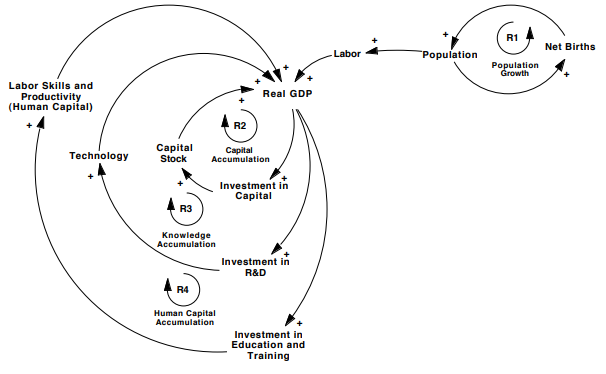 R1
Population
Growth
Net Births
+
Population
+
Labor
+
+
+
+
+
Real GDP
Labor Skills and
Productivity
(Human Capital)
+
R2
Capital
Accumulation
Technology
+
Capital
Stock
+
Investment in
Capital
+
R3
Knowledge
Accumulation
Investment in
R&D
+
R4
Human Capital
Accumulation
+
Investment in
Education and
Training